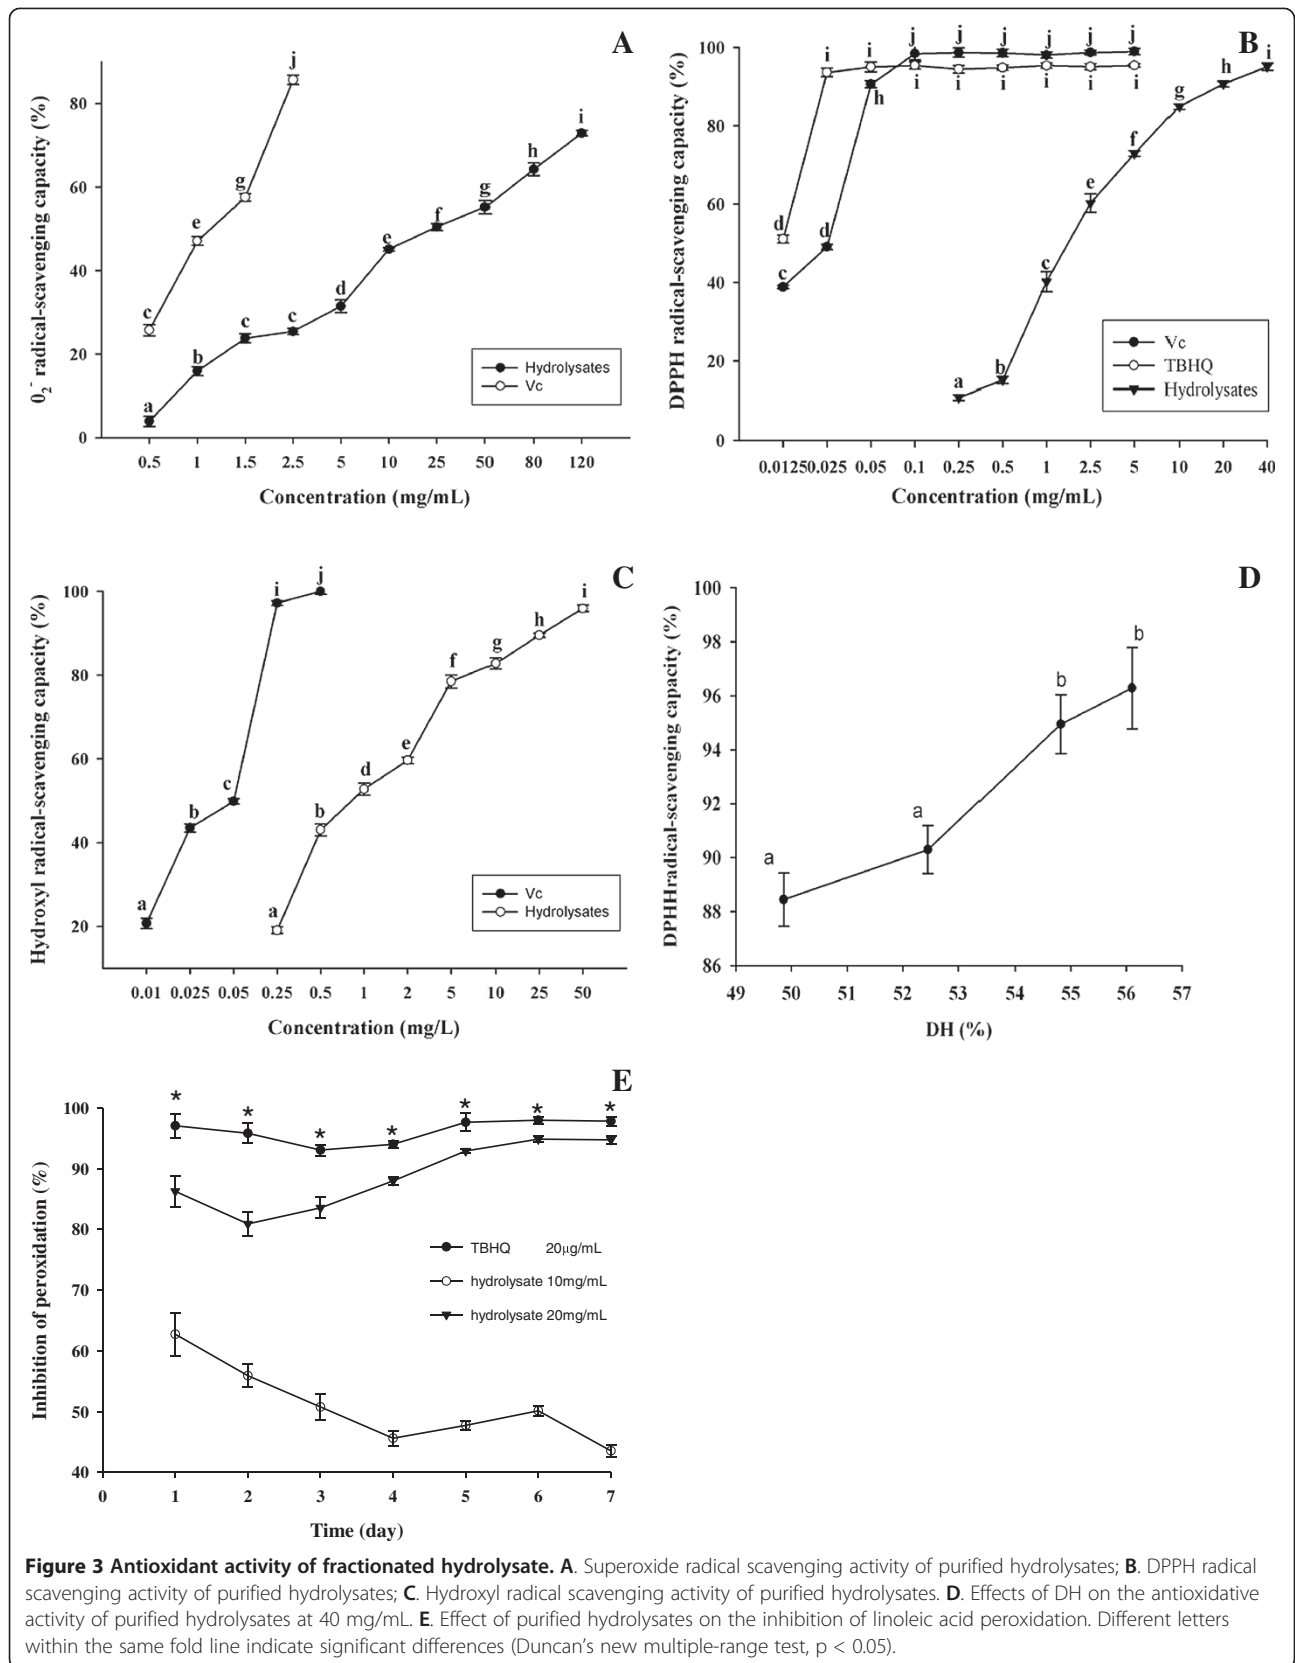 A
O2- radical-scavenging capacity (%)
80
60
40
20
0
a
b
c
c
d
e
f
g
h
i
c
e
g
j
Hydrolysates
Vc
0.5 1 1.5 2.5 5 10 25 50 80 120
Concentration (mg/mL)
B
DPPH radical-scavenging capacity (%)
100
80
60
40
20
0
i i j j j j j j
d h i i i i i i
c d
a b c e f g h i
Vc
TBHQ
Hydrolysates
0.0125 0.025 0.05 0.1 0.25 0.5 1 2.5 5 10 20 40
Concentration (mg/mL)
C
Hydroxyl radical-scavenging capacity (%)
100
80
60
40
20
a b c i j
a b d e f g h i
Vc
Hydrolysates
0.01 0.025 0.05 0.25 0.5 1 2 5 10 25 50
Concentration (mg/L)
D
DPHHradical-scavenging capacity (%)
100
98
96
94
92
90
88
86
a a b b
49 50 51 52 53 54 55 56 57
DH (%)
E
Inhibition of peroxidation (%)
100
90
80
70
60
50
40
* * * * * * *
TBHQ 20μg/mL
hydrolysate 10mg/mL
hydrolysate 20mg/mL
0 1 2 3 4 5 6 7
Time (day)
Figure 3 Antioxidant activity of fractionated hydrolysate. A. Superoxide radical scavenging activity of purified hydrolysates; B. DPPH radical
scavenging activity of purified hydrolysates; C. Hydroxyl radical scavenging activity of purified hydrolysates. D. Effects of DH on the antioxidative
activity of purified hydrolysates at 40 mg/mL. E. Effect of purified hydrolysates on the inhibition of linoleic acid peroxidation. Different letters
within the same fold line indicate significant differences (Duncan's new multiple-range test, p < 0.05).